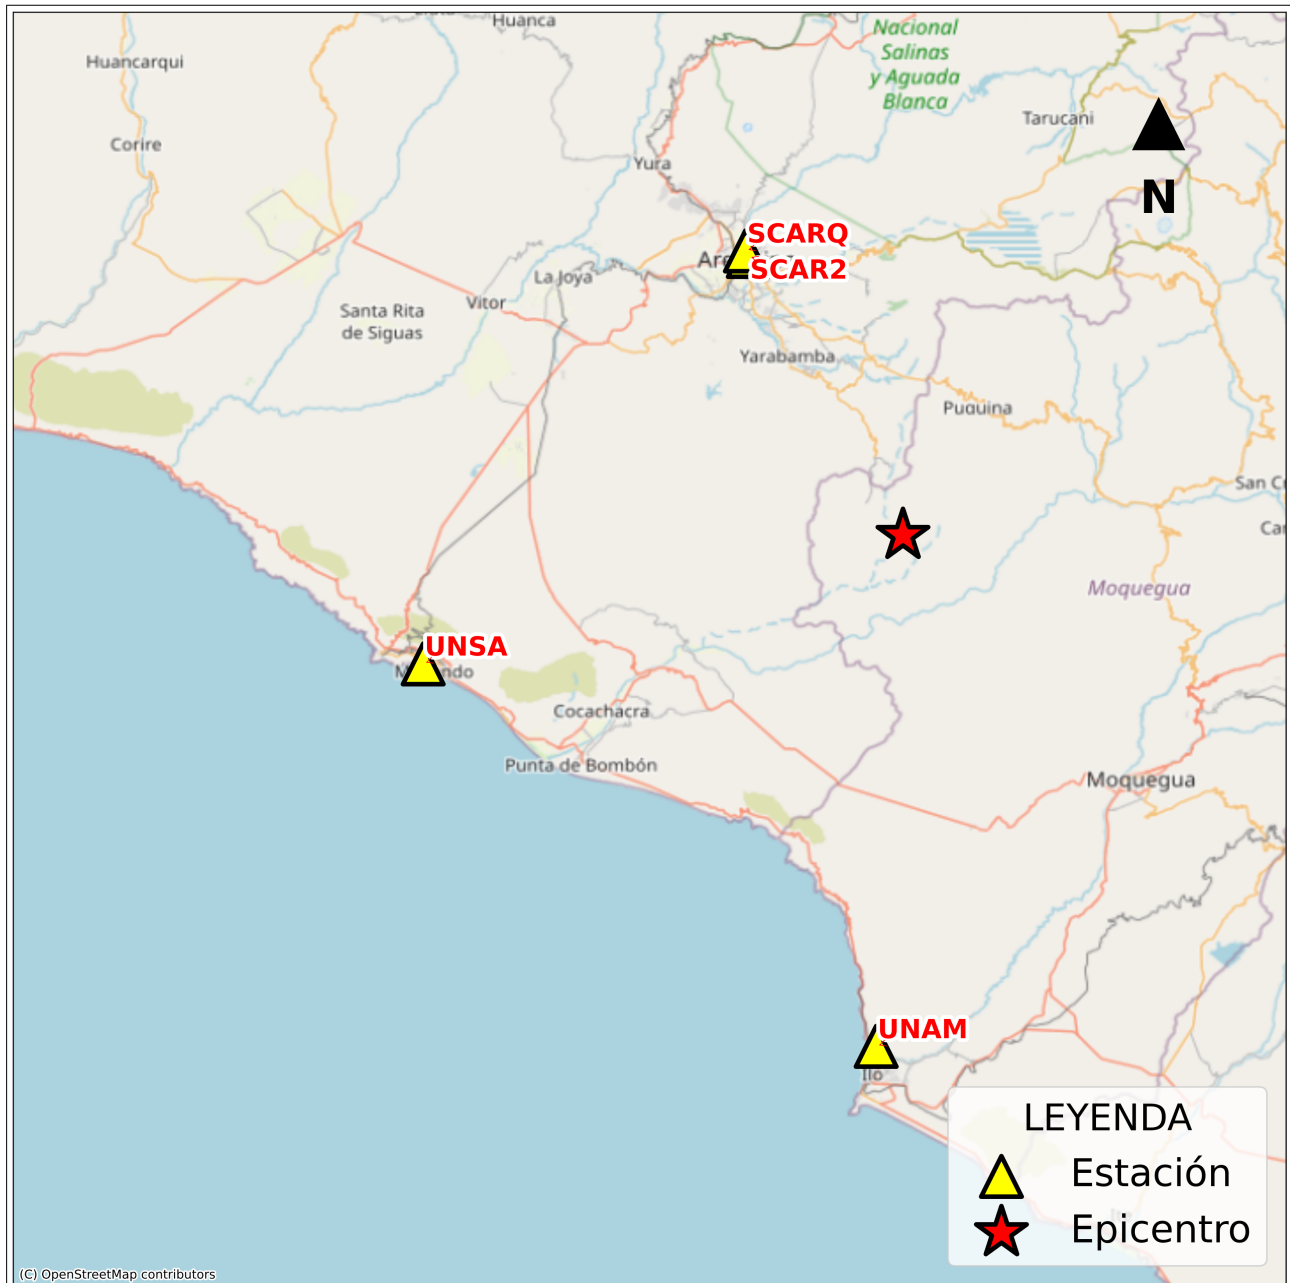 Huanca
Nacional
Salinas
y Aguada
Blanca
Huancarqui
Tarucani
Corire
Yura
N
SCARQ
SCAR2
La Joya
Vitor
Santa Rita
de Siguas
Yarabamba
Puquina
San C
Car
Moquegua
UNSA
Cocachacra
Punta de Bombón
Moquegua
UNAM
Ilo
LEYENDA
Estación
Epicentro
(C) OpenStreetMap contributors